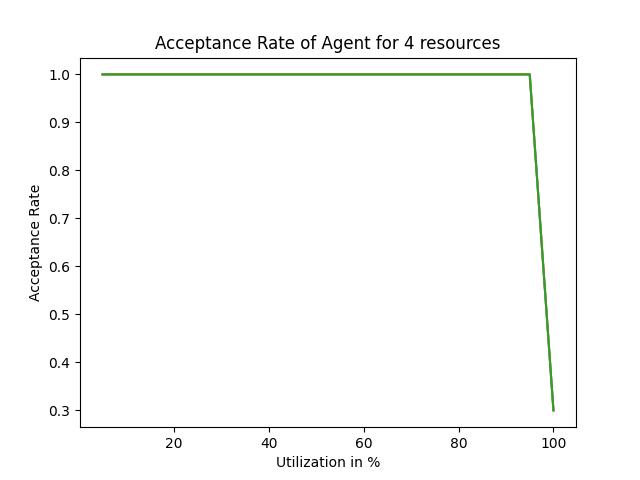 Acceptance Rate of Agent for 4 resources
1.0
0.9
0.8
0.7
0.6
0.5
0.4
0.3
Acceptance Rate
20 40 60 80 100
Utilization in %